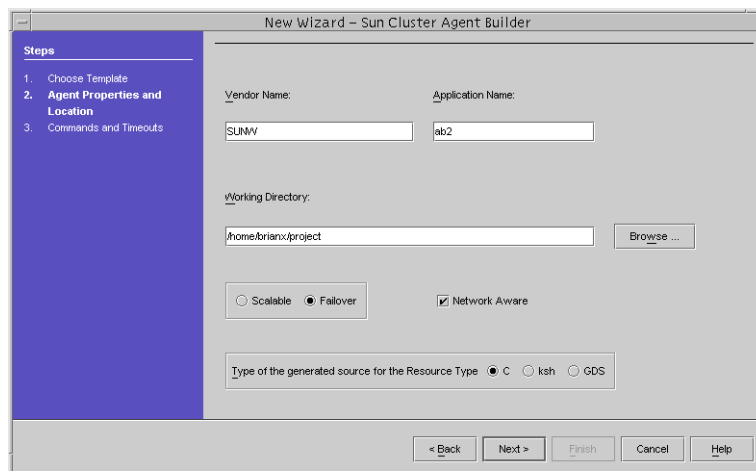 New Wizard – Sun Cluster Agent Builder
Steps
1. Choose Template
2. Agent Properties and
Location
3. Commands and Timeouts
Vendor Name:
Application Name:
SUNW
ab2
Working Directory:
/home/brianx/project
Browse ...
Scalable
Failover
Network Aware
Type of the generated source for the Resource Type
C
ksh
GDS
< Back
Next >
Finish
Cancel
Help